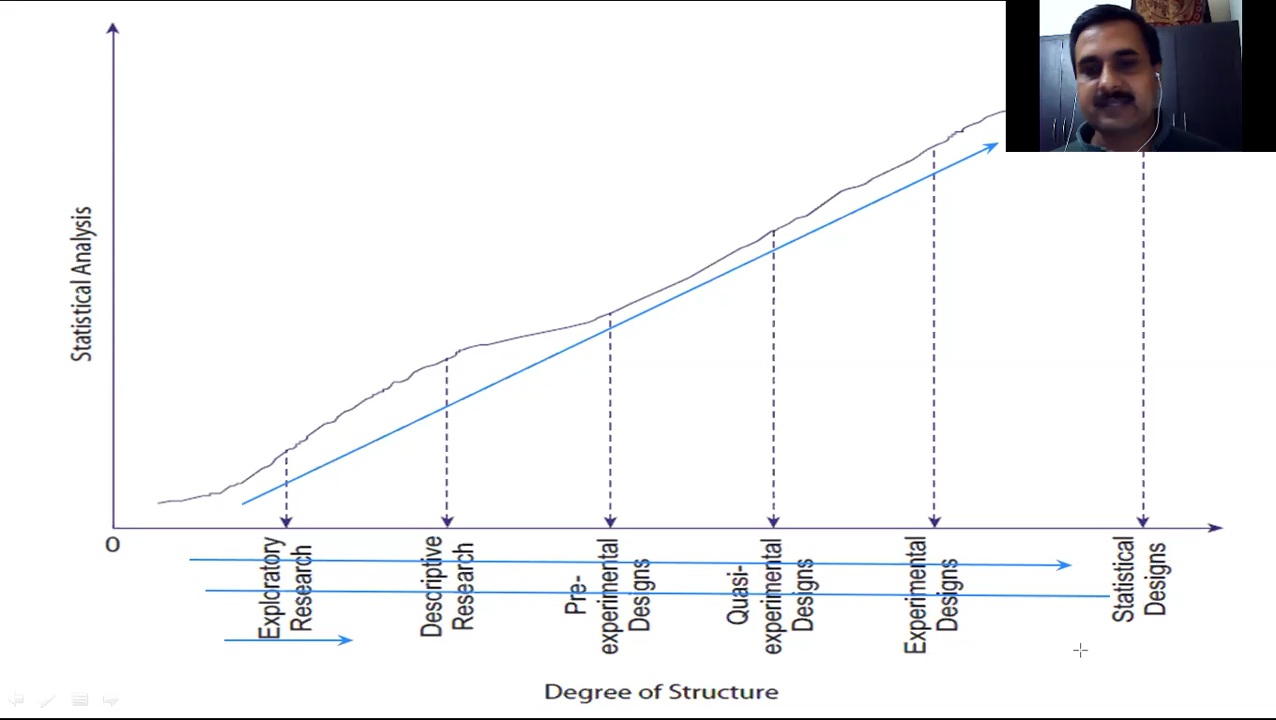 Statistical Analysis
O
Exploratory
Research
Descriptive
Research
Pre-
experimental
Designs
Quasi-
experimental
Designs
Experimental
Designs
Statistical
Designs
Degree of Structure